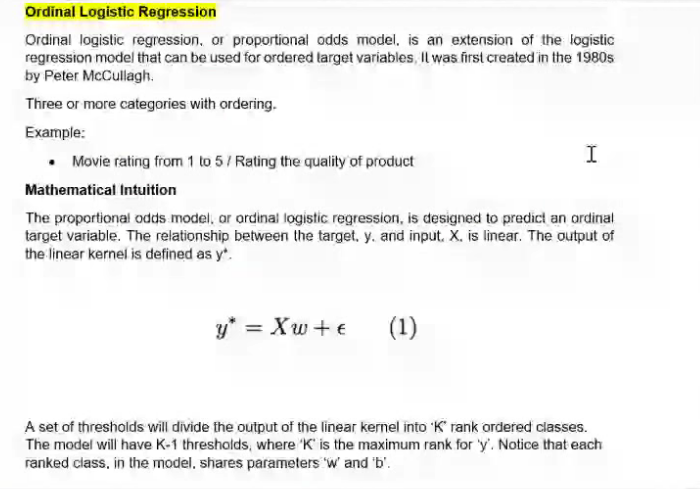 Ordinal Logistic Regression
Ordinal logistic regression, or proportional odds model, is an extension of the logistic
regression model that can be used for ordered target variables. It was first created in the 1980s
by Peter McCullagh.
Three or more categories with ordering.
Example:
• Movie rating from 1 to 5 / Rating the quality of product
Mathematical Intuition
The proportional odds model, or ordinal logistic regression, is designed to predict an ordinal
target variable. The relationship between the target, y, and input, X, is linear. The output of
the linear kernel is defined as y*.
y* = Xw + ϵ (1)
A set of thresholds will divide the output of the linear kernel into 'K' rank ordered classes.
The model will have K-1 thresholds, where 'K' is the maximum rank for 'y'. Notice that each
ranked class, in the model, shares parameters 'w' and 'b'.